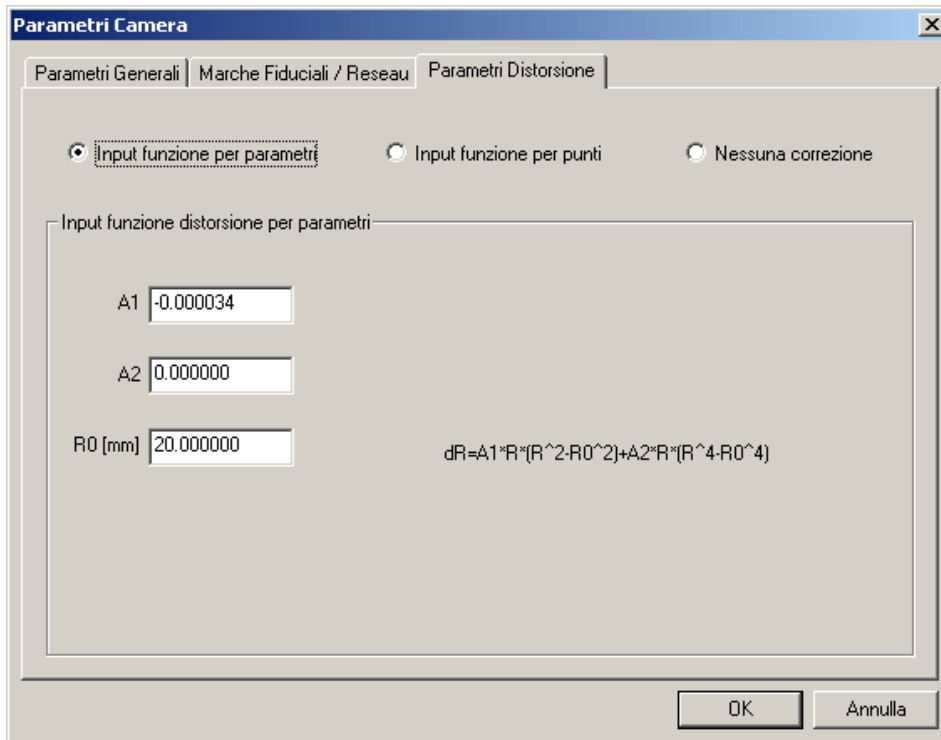 Parametri Camera
Parametri Generali Marche Fiduciali / Reseau Parametri Distorsione
Input funzione per parametri Input funzione per punti Nessuna correzione
Input funzione distorsione per parametri
A1 -0.000034
A2 0.000000
R0 [mm] 20.000000
dR=A1*R*(R^2-R0^2)+A2*R*(R^4-R0^4)
OK Annulla